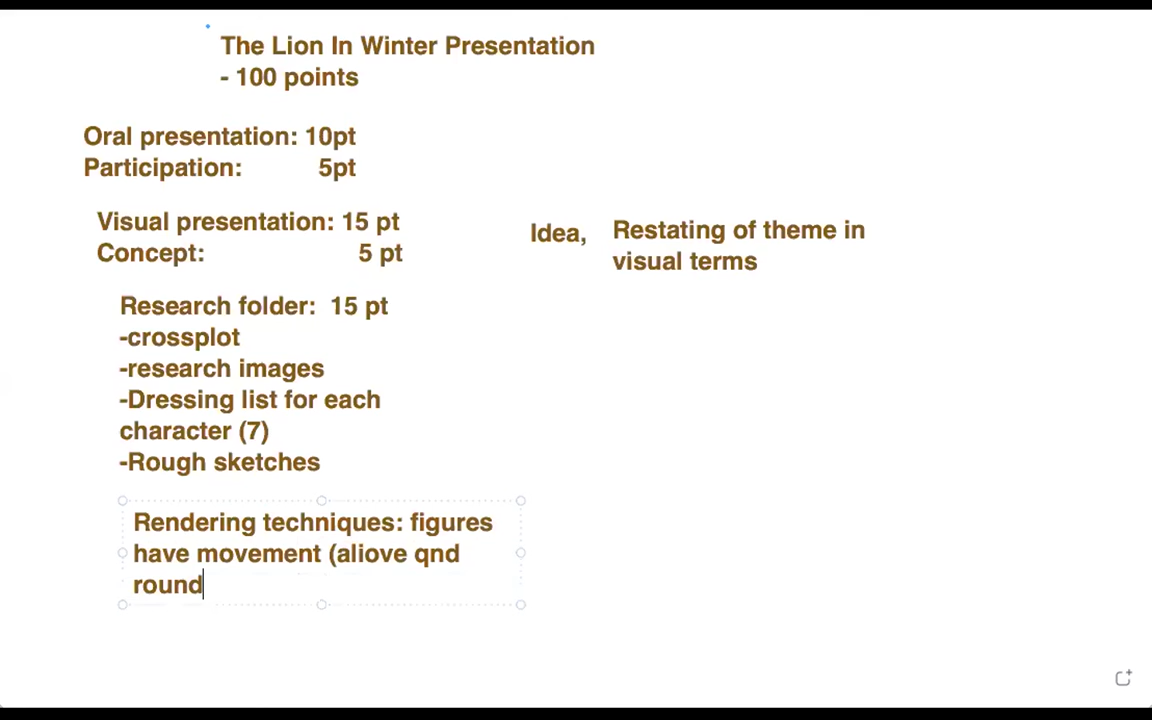 The Lion In Winter Presentation
- 100 points
Oral presentation: 10pt
Participation: 5pt
Visual presentation: 15 pt
Concept: 5 pt
Idea, Restating of theme in
visual terms
Research folder: 15 pt
-crossplot
-research images
-Dressing list for each
character (7)
-Rough sketches
Rendering techniques: figures
have movement (aliove qnd
round